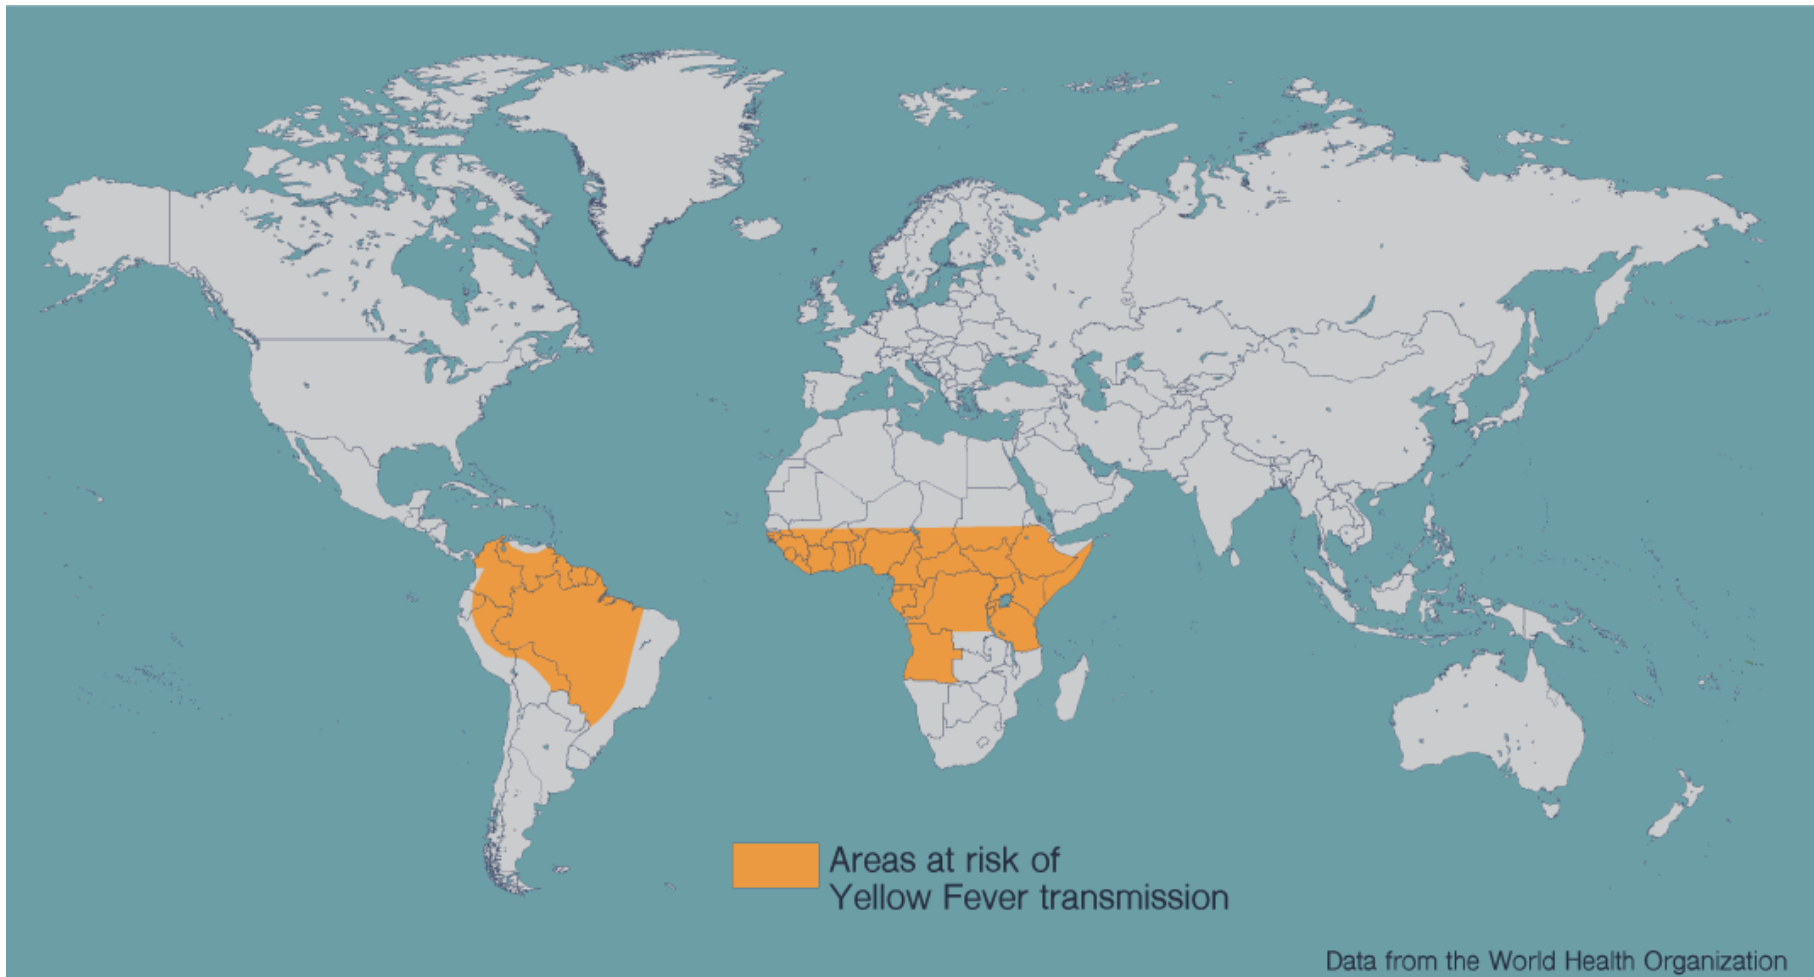 Areas at risk of
Yellow Fever transmission
Data from the World Health Organization